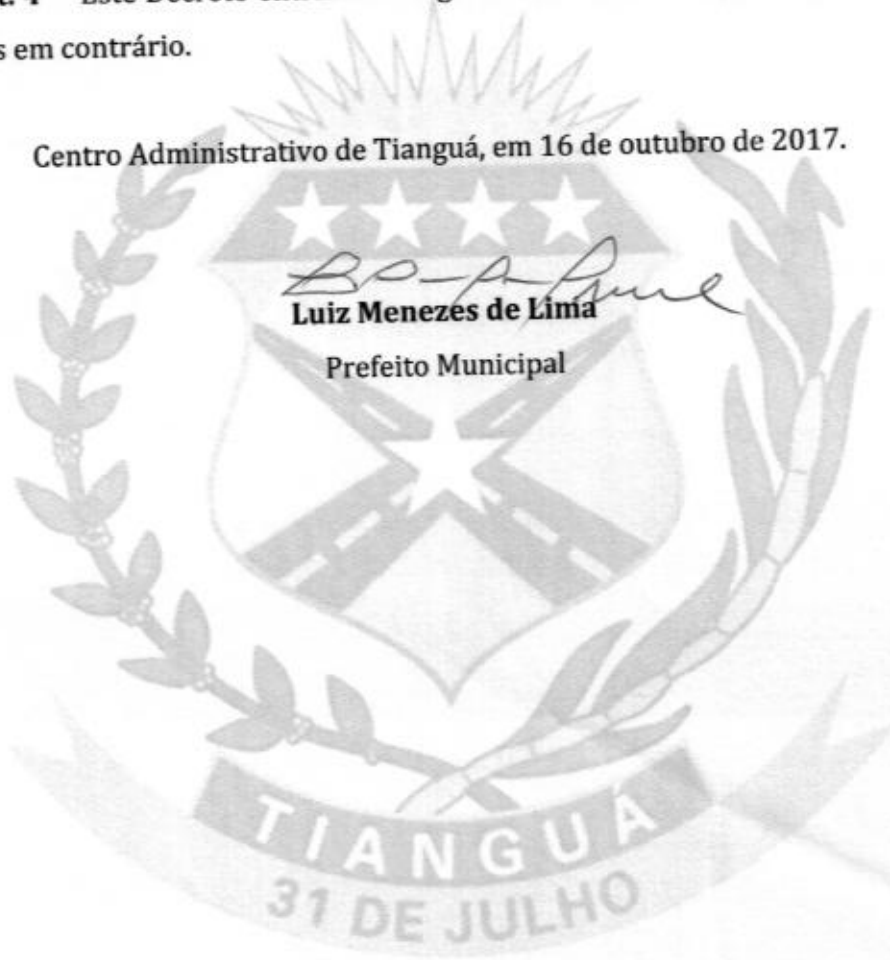 em contrário.
Centro Administrativo de Tianguá, em 16 de outubro de 2017.
Luiz Menezes de Lima
Prefeito Municipal
TIANGUÁ
31 DE JULHO